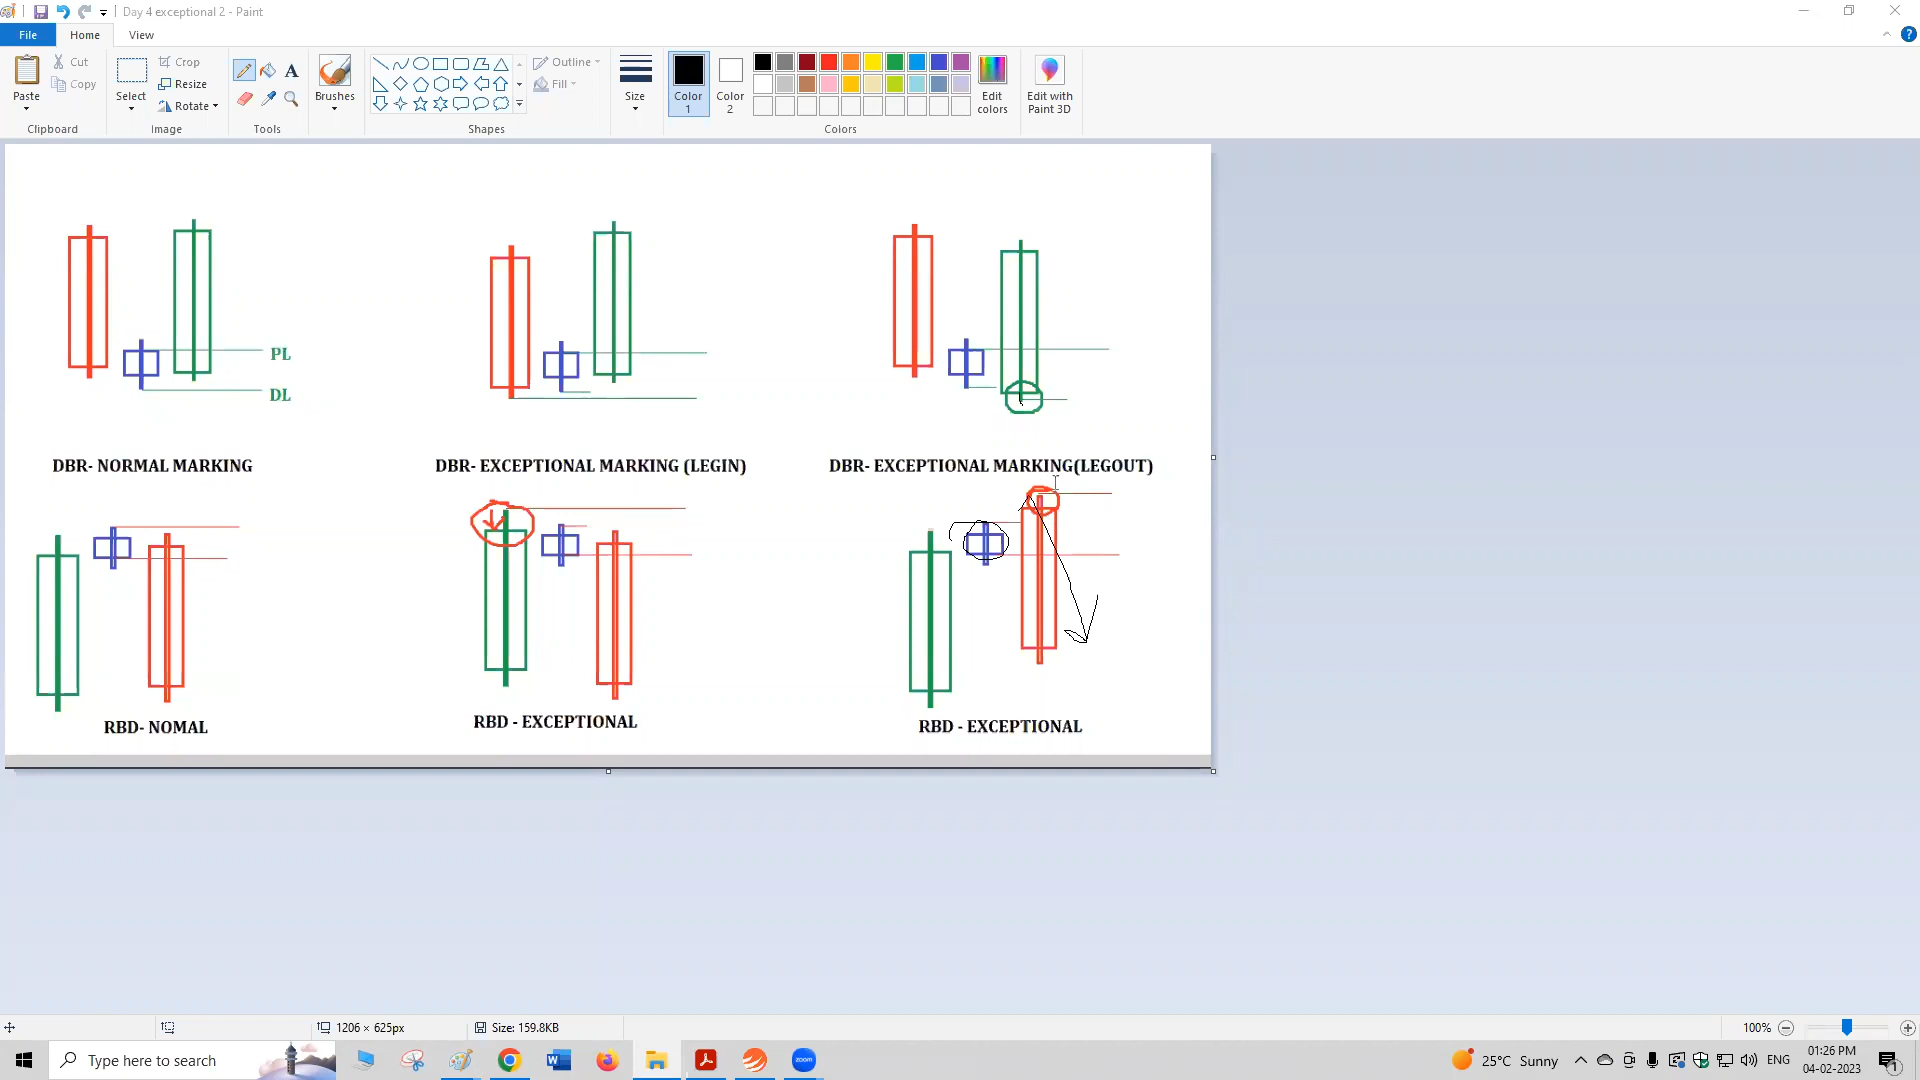 Day 4 exceptional 2 - Paint
File Home View
Paste Cut Copy Clipboard
Select Crop Resize Rotate Image
A Tools
Brushes
Outline Fill Shapes
Size
Color 1 Color 2 Edit colors Colors
Edit with Paint 3D
PL
DL
DBR- NORMAL MARKING
DBR- EXCEPTIONAL MARKING (LEGIN)
DBR- EXCEPTIONAL MARKING(LEGOUT)
RBD- NOMAL
RBD - EXCEPTIONAL
RBD - EXCEPTIONAL
1206 × 625px Size: 159.8KB 100%
Type here to search
zoom
25°C Sunny ENG 01:26 PM
04-02-2023
1